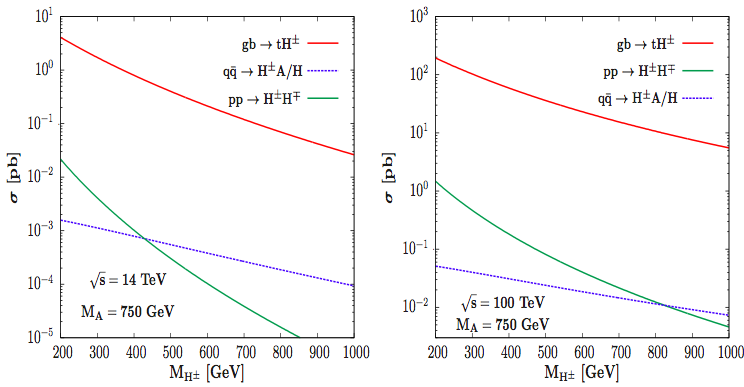 10¹
10⁰
10⁻¹
10⁻²
10⁻³
10⁻⁴
10⁻⁵
σ [pb]
gb → tH±
qq̄ → H±A/H
pp → H±H∓
√s = 14 TeV
M_A = 750 GeV
200 300 400 500 600 700 800 900 1000
M_H± [GeV]
10³
10²
10¹
10⁰
10⁻¹
10⁻²
σ [pb]
gb → tH±
pp → H±H∓
qq̄ → H±A/H
√s = 100 TeV
M_A = 750 GeV
200 300 400 500 600 700 800 900 1000
M_H± [GeV]